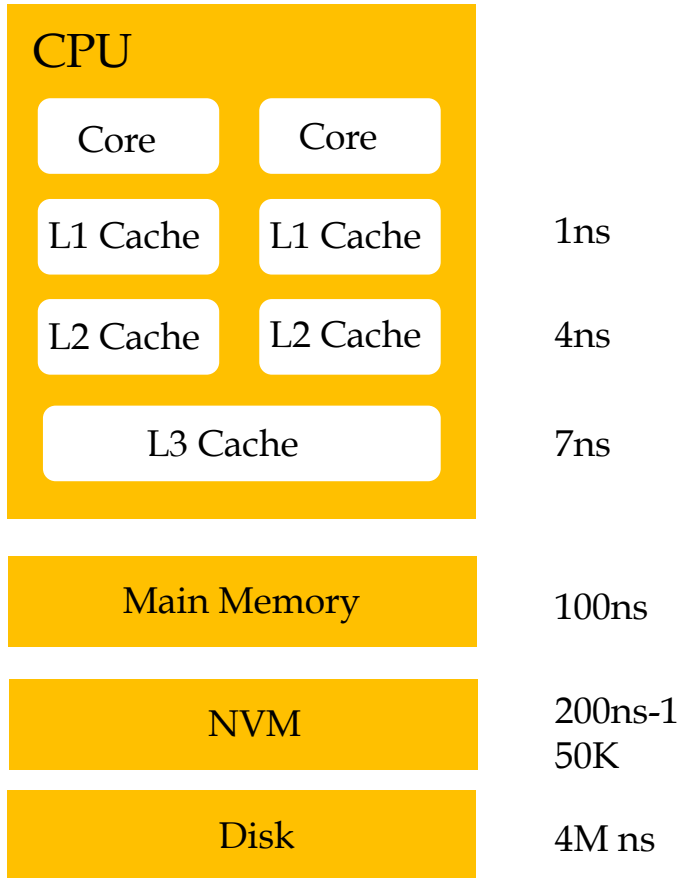 CPU
Core Core
L1 Cache L1 Cache 1ns
L2 Cache L2 Cache 4ns
L3 Cache 7ns
Main Memory 100ns
NVM 200ns-1
50K
Disk 4M ns